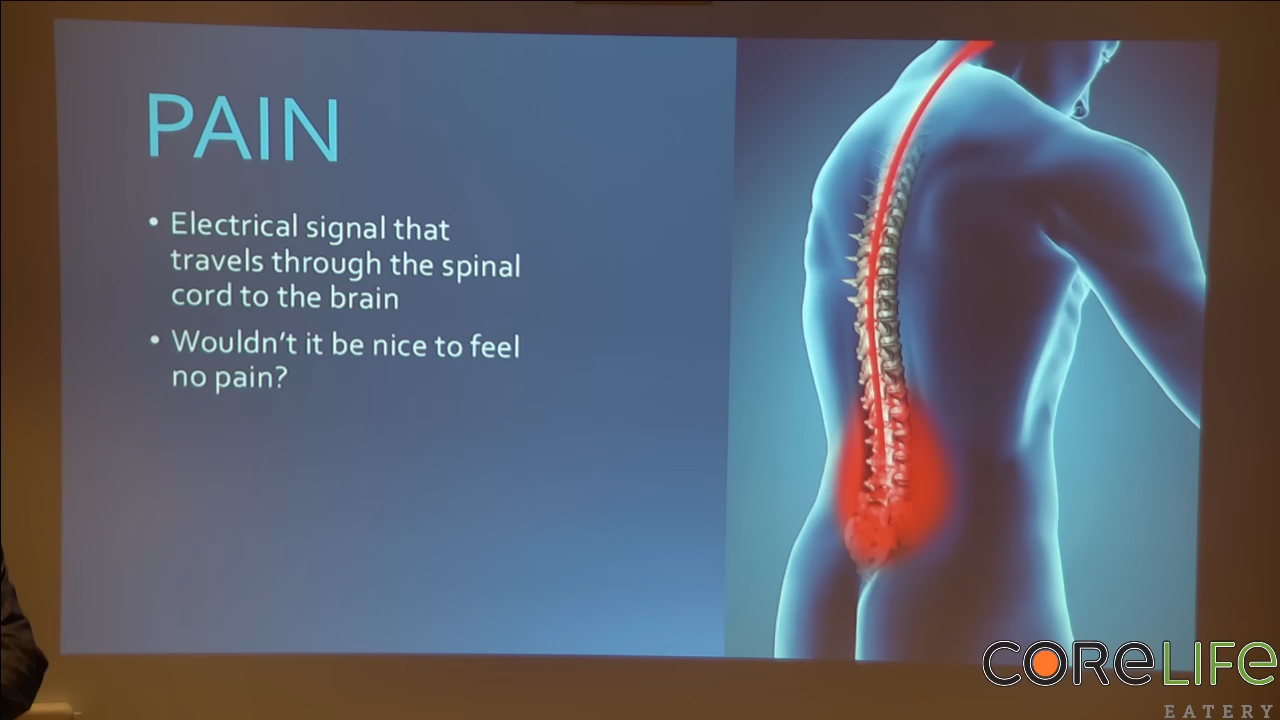 PAIN
• Electrical signal that
travels through the spinal
cord to the brain
• Wouldn't it be nice to feel
no pain?
CORELIFE
EATERY